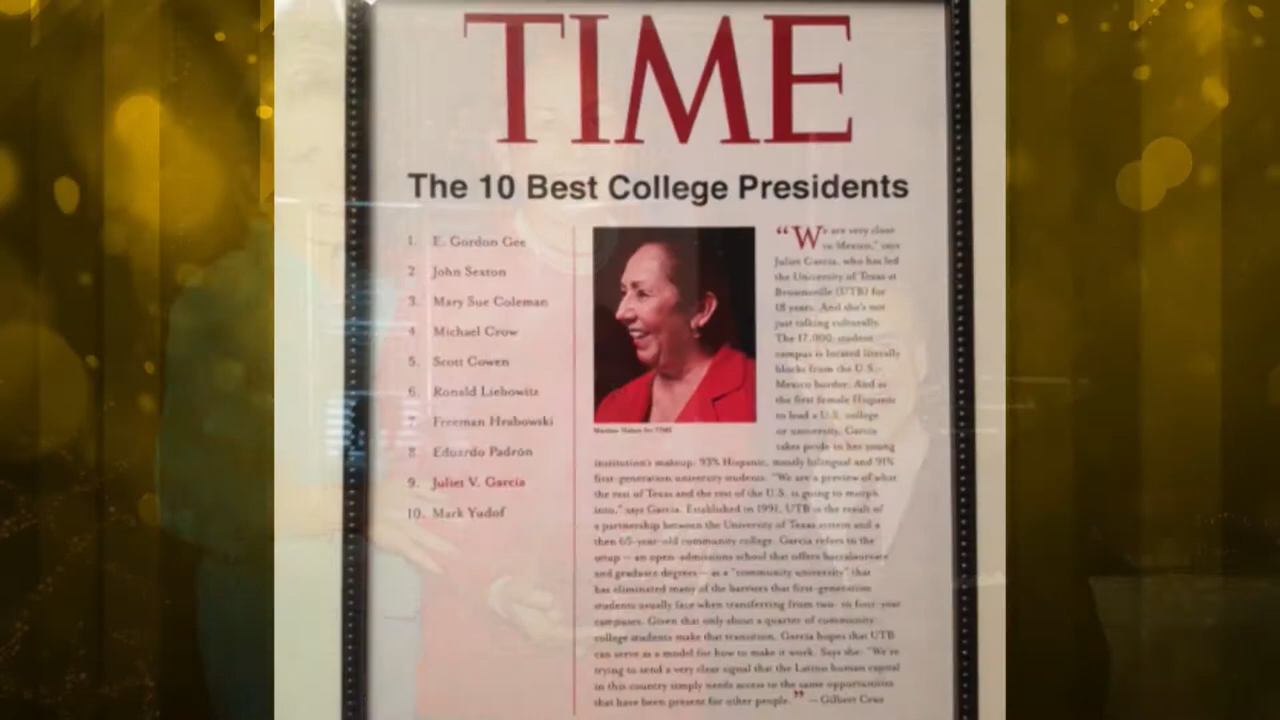 TIME
The 10 Best College Presidents
1. E. Gordon Gee
2. John Sexton
3. Mary Sue Coleman
4. Michael Crow
5. Scott Cowen
6. Ronald Liebowitz
7. Freeman Hrabowski
8. Eduardo Padrón
9. Juliet V. García
10. Mark Yudof
for TIME
“We are very close
to Mexico,” says
Juliet García, who has led
the University of Texas at
Brownsville (UTB) for
18 years. And she's not
just talking culturally.
The 17,000-student
campus is located literally
blocks from the U.S.-
Mexico border. And as
the first female Hispanic
to lead a U.S. college
or university, García
takes pride in her young
institution's makeup: 93% Hispanic, mostly bilingual and 91%
first-generation university students. "We are a preview of what
the rest of Texas and the rest of the U.S. is going to morph
into," says García. Established in 1991, UTB is the result of
a partnership between the University of Texas system and a
then 65-year-old community college. García refers to the
setup — an open-admissions school that offers baccalaureate
and graduate degrees — as a "community university" that
has eliminated many of the barriers that first-generation
students usually face when transferring from two- to four-year
campuses. Given that only about a quarter of community-
college students make that transition, García hopes that UTB
can serve as a model for how to make it work. Says she: "We're
trying to send a very clear signal that the Latino human capital
in this country simply needs access to the same opportunities
that have been present for other people.” — Gilbert Cruz